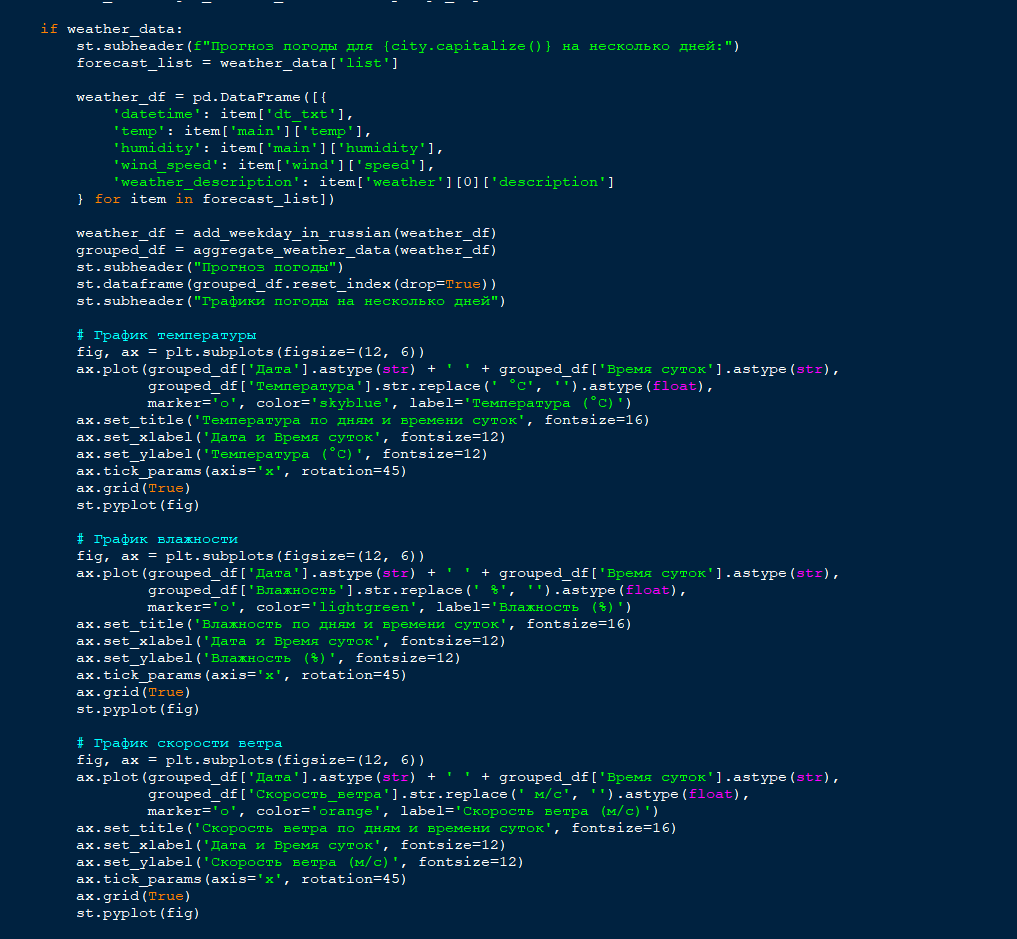 if weather_data:
    st.subheader(f"Прогноз погоды для {city.capitalize()} на несколько дней:")
    forecast_list = weather_data['list']

    weather_df = pd.DataFrame([{
        'datetime': item['dt_txt'],
        'temp': item['main']['temp'],
        'humidity': item['main']['humidity'],
        'wind_speed': item['wind']['speed'],
        'weather_description': item['weather'][0]['description']
    } for item in forecast_list])

    weather_df = add_weekday_in_russian(weather_df)
    grouped_df = aggregate_weather_data(weather_df)
    st.subheader("Прогноз погоды")
    st.dataframe(grouped_df.reset_index(drop=True))
    st.subheader("Графики погоды на несколько дней")

    # График температуры
    fig, ax = plt.subplots(figsize=(12, 6))
    ax.plot(grouped_df['Дата'].astype(str) + ' ' + grouped_df['Время суток'].astype(str),
            grouped_df['Температура'].str.replace(' °C', '').astype(float),
            marker='o', color='skyblue', label='Температура (°C)')
    ax.set_title('Температура по дням и времени суток', fontsize=16)
    ax.set_xlabel('Дата и Время суток', fontsize=12)
    ax.set_ylabel('Температура (°C)', fontsize=12)
    ax.tick_params(axis='x', rotation=45)
    ax.grid(True)
    st.pyplot(fig)

    # График влажности
    fig, ax = plt.subplots(figsize=(12, 6))
    ax.plot(grouped_df['Дата'].astype(str) + ' ' + grouped_df['Время суток'].astype(str),
            grouped_df['Влажность'].str.replace(' %', '').astype(float),
            marker='o', color='lightgreen', label='Влажность (%)')
    ax.set_title('Влажность по дням и времени суток', fontsize=16)
    ax.set_xlabel('Дата и Время суток', fontsize=12)
    ax.set_ylabel('Влажность (%)', fontsize=12)
    ax.tick_params(axis='x', rotation=45)
    ax.grid(True)
    st.pyplot(fig)

    # График скорости ветра
    fig, ax = plt.subplots(figsize=(12, 6))
    ax.plot(grouped_df['Дата'].astype(str) + ' ' + grouped_df['Время суток'].astype(str),
            grouped_df['Скорость_ветра'].str.replace(' м/с', '').astype(float),
            marker='o', color='orange', label='Скорость ветра (м/с)')
    ax.set_title('Скорость ветра по дням и времени суток', fontsize=16)
    ax.set_xlabel('Дата и Время суток', fontsize=12)
    ax.set_ylabel('Скорость ветра (м/с)', fontsize=12)
    ax.tick_params(axis='x', rotation=45)
    ax.grid(True)
    st.pyplot(fig)